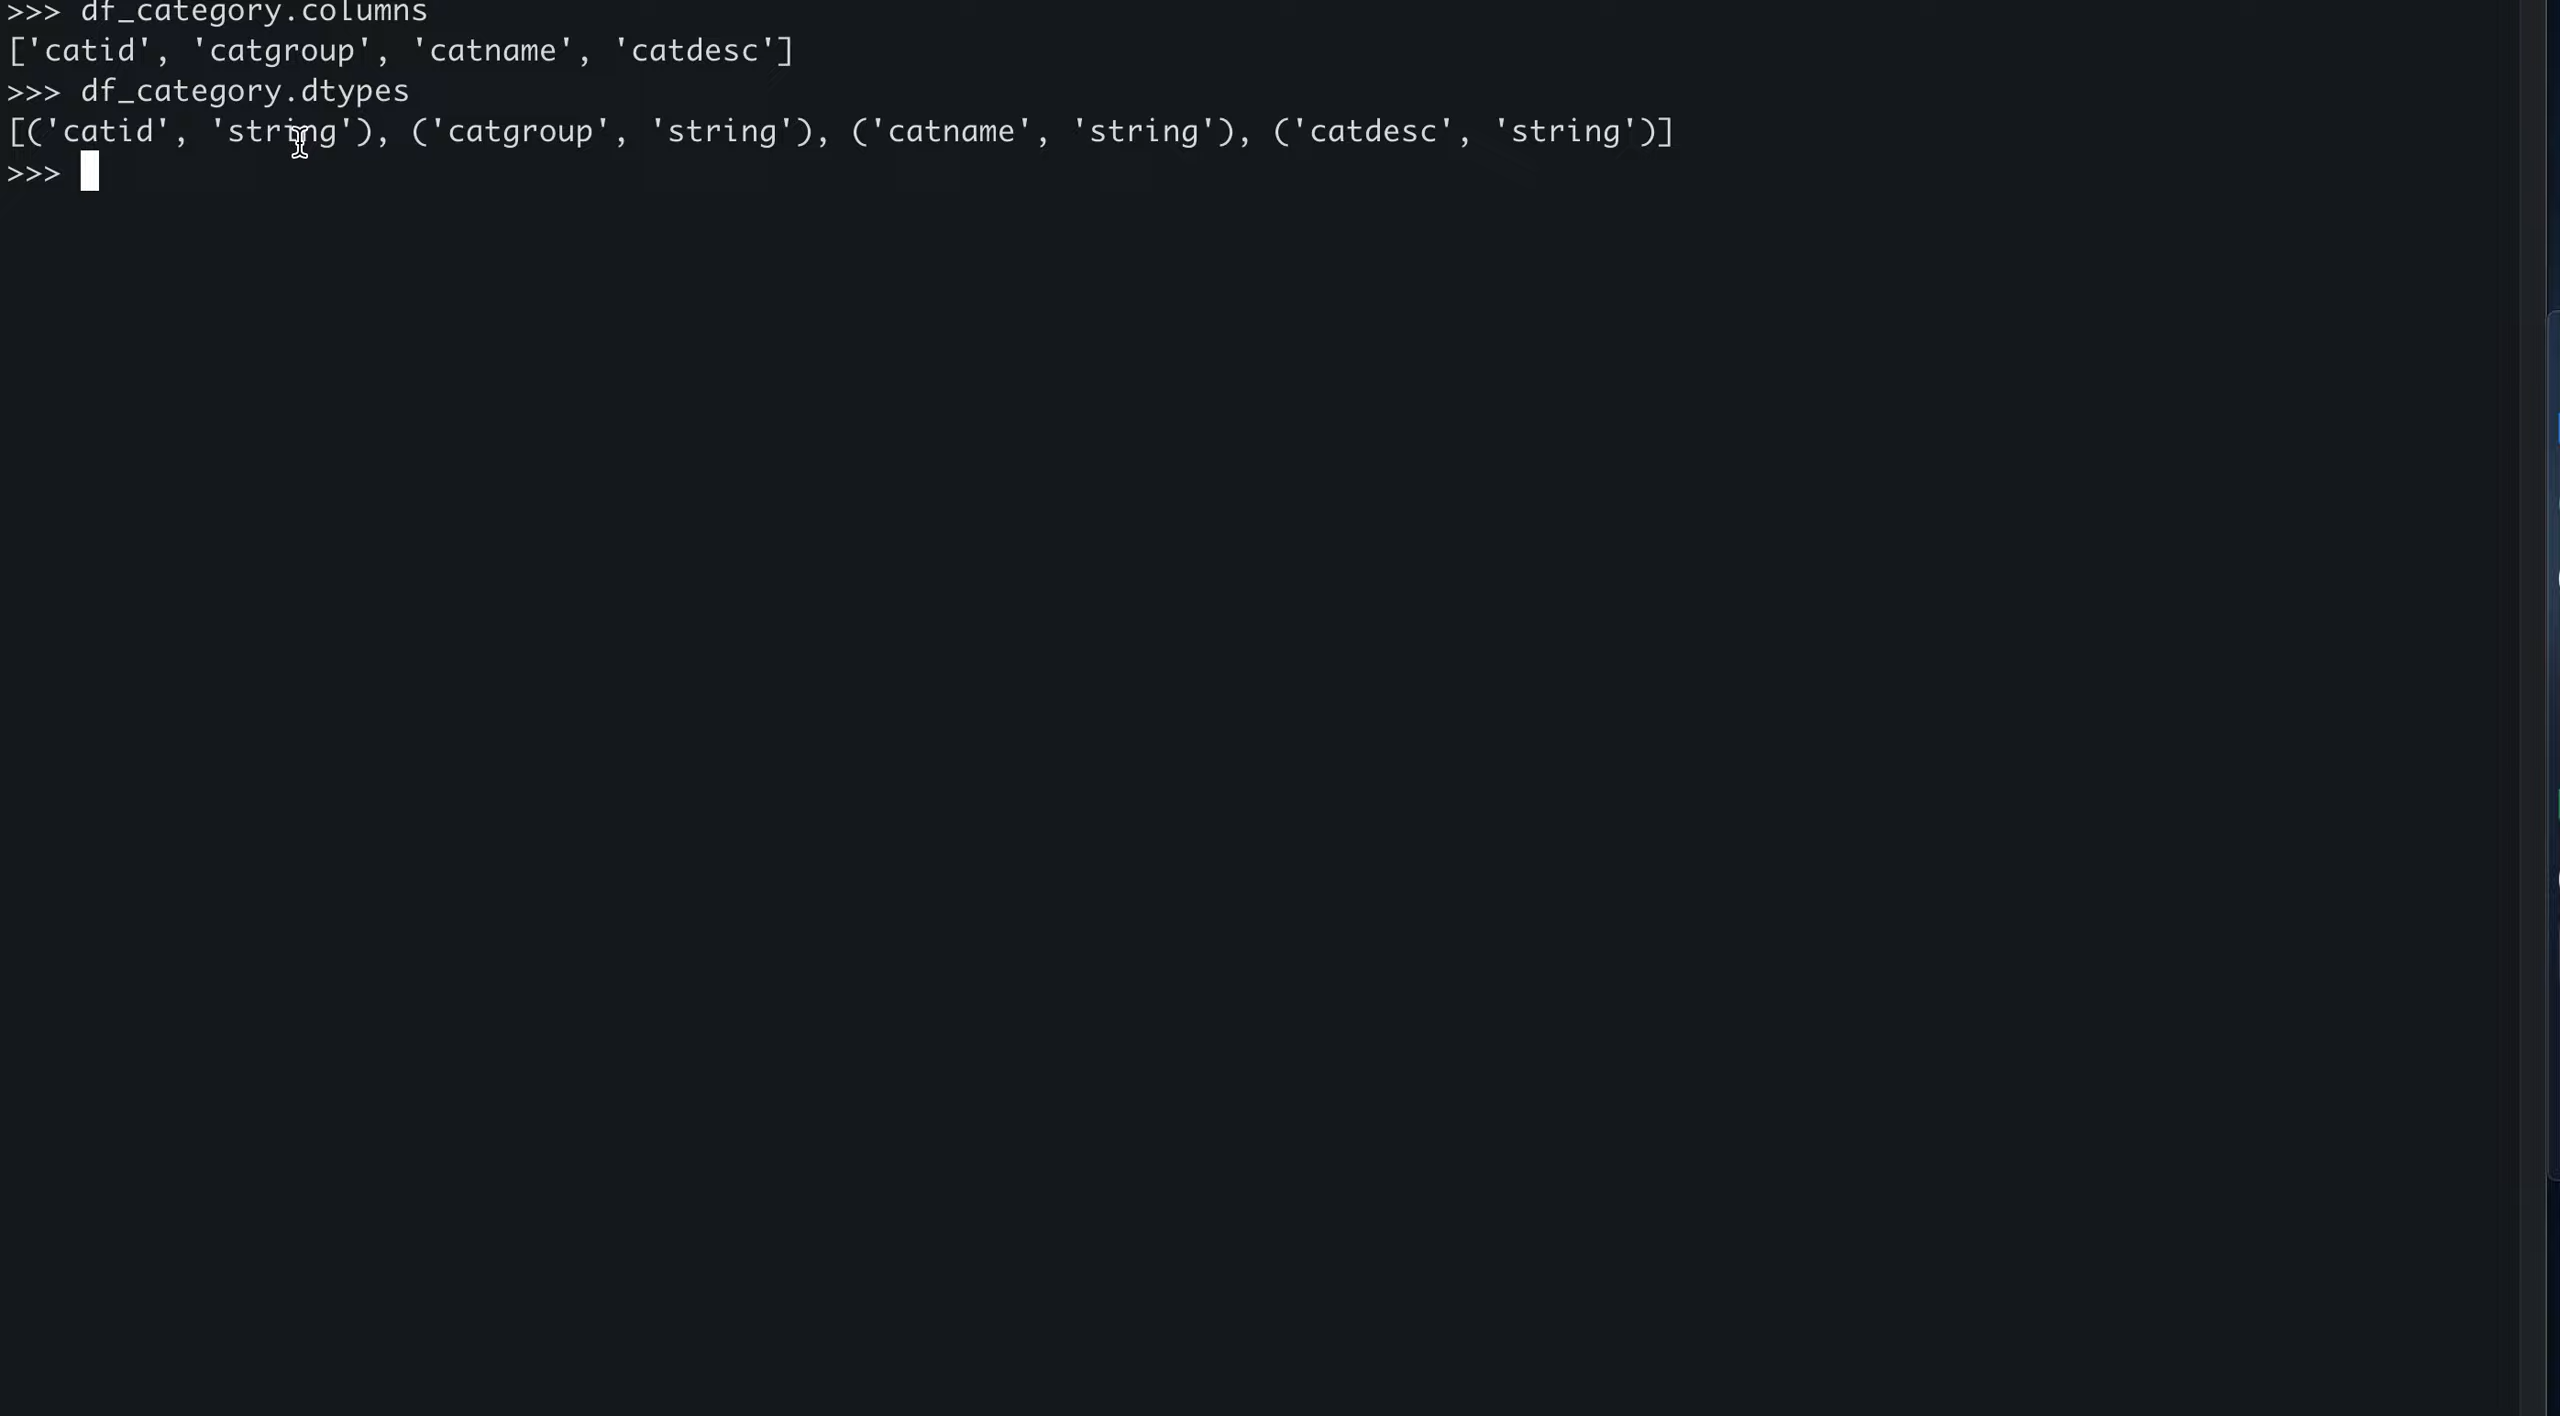 >>> df_category.columns
['catid', 'catgroup', 'catname', 'catdesc']
>>> df_category.dtypes
[('catid', 'string'), ('catgroup', 'string'), ('catname', 'string'), ('catdesc', 'string')]
>>>